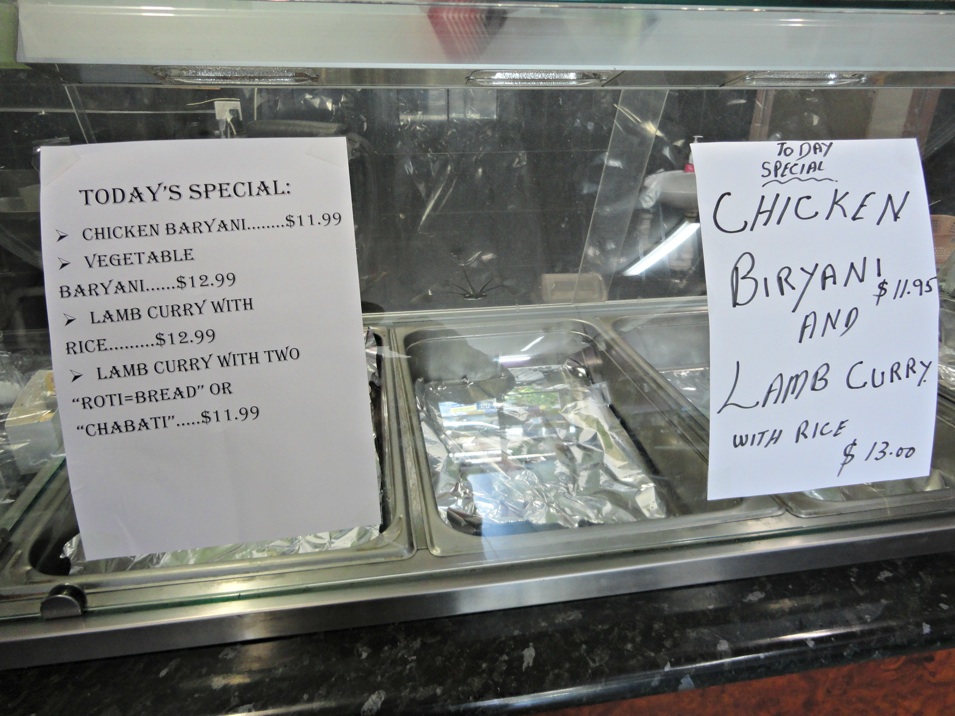 TODAY'S SPECIAL:
➢ CHICKEN BARYANI........$11.99
➢ VEGETABLE
BARYANI......$12.99
➢ LAMB CURRY WITH
RICE.........$12.99
➢ LAMB CURRY WITH TWO
"ROTI=BREAD" OR
"CHABATI".....$11.99
TODAY
SPECIAL
CHICKEN
BIRYANI
$11.95
AND
LAMB CURRY
WITH RICE
$13.00